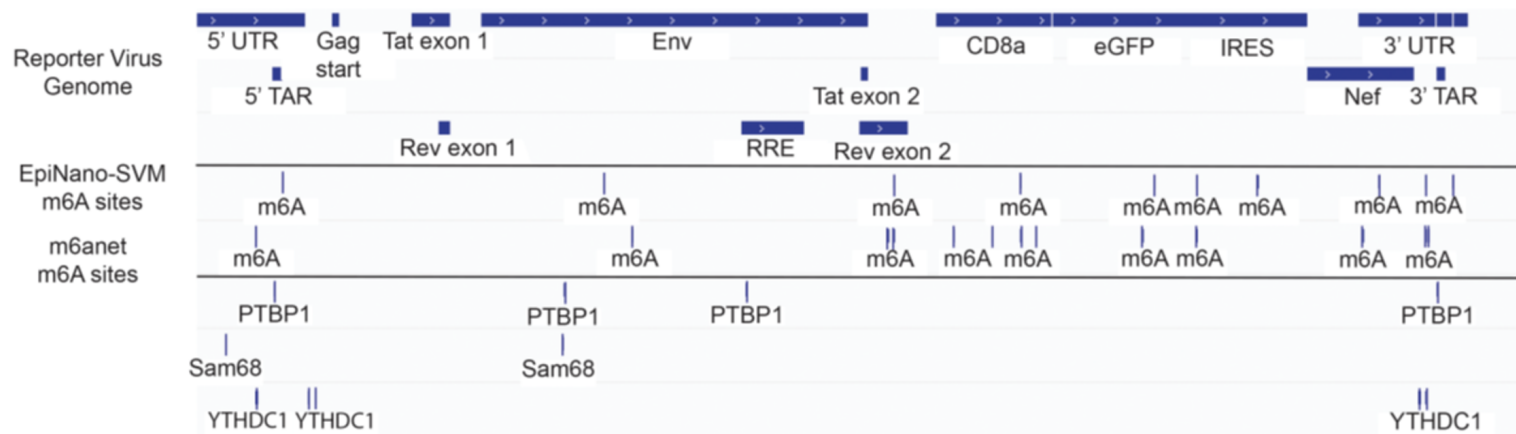 Reporter Virus
Genome
5’ UTR Gag Tat exon 1 Env CD8a eGFP IRES 3’ UTR
start
5’ TAR Tat exon 2 Nef 3’ TAR
Rev exon 1 RRE Rev exon 2
EpiNano-SVM
m6A sites
m6A m6A m6A m6A m6A m6A m6A m6A m6A
m6anet
m6A sites
m6A m6A m6A m6A m6A m6A m6A m6A m6A
PTBP1 PTBP1 PTBP1 PTBP1
Sam68 Sam68
YTHDC1 YTHDC1 YTHDC1